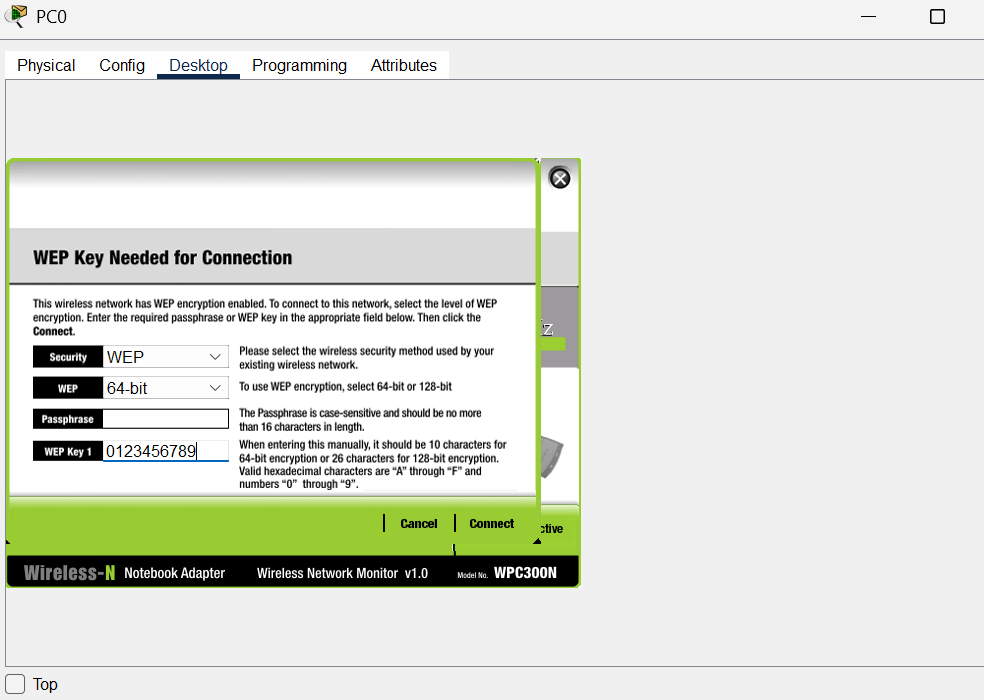 PC0
Physical Config Desktop Programming Attributes
WEP Key Needed for Connection
This wireless network has WEP encryption enabled. To connect to this network, select the level of WEP
encryption. Enter the required passphrase or WEP key in the appropriate field below. Then click the
Connect.
Security WEP
Please select the wireless security method used by your
existing wireless network.
WEP 64-bit
To use WEP encryption, select 64-bit or 128-bit
Passphrase
The Passphrase is case-sensitive and should be no more
than 16 characters in length.
WEP Key 1 0123456789
When entering this manually, it should be 10 characters for
64-bit encryption or 26 characters for 128-bit encryption.
Valid hexadecimal characters are “A” through “F” and
numbers “0” through “9”.
Cancel Connect
Wireless-N Notebook Adapter Wireless Network Monitor v1.0 Model No. WPC300N
Top